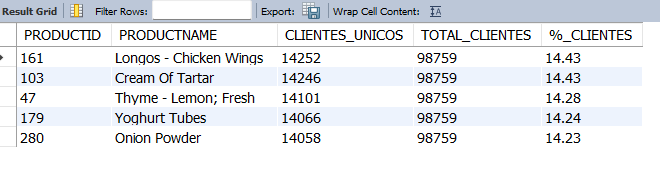 Result Grid Filter Rows: Export: Wrap Cell Content:
PRODUCTID PRODUCTNAME CLIENTES_UNICOS TOTAL_CLIENTES %_CLIENTES
161 Longos - Chicken Wings 14252 98759 14.43
103 Cream Of Tartar 14246 98759 14.43
47 Thyme - Lemon; Fresh 14101 98759 14.28
179 Yoghurt Tubes 14066 98759 14.24
280 Onion Powder 14058 98759 14.23